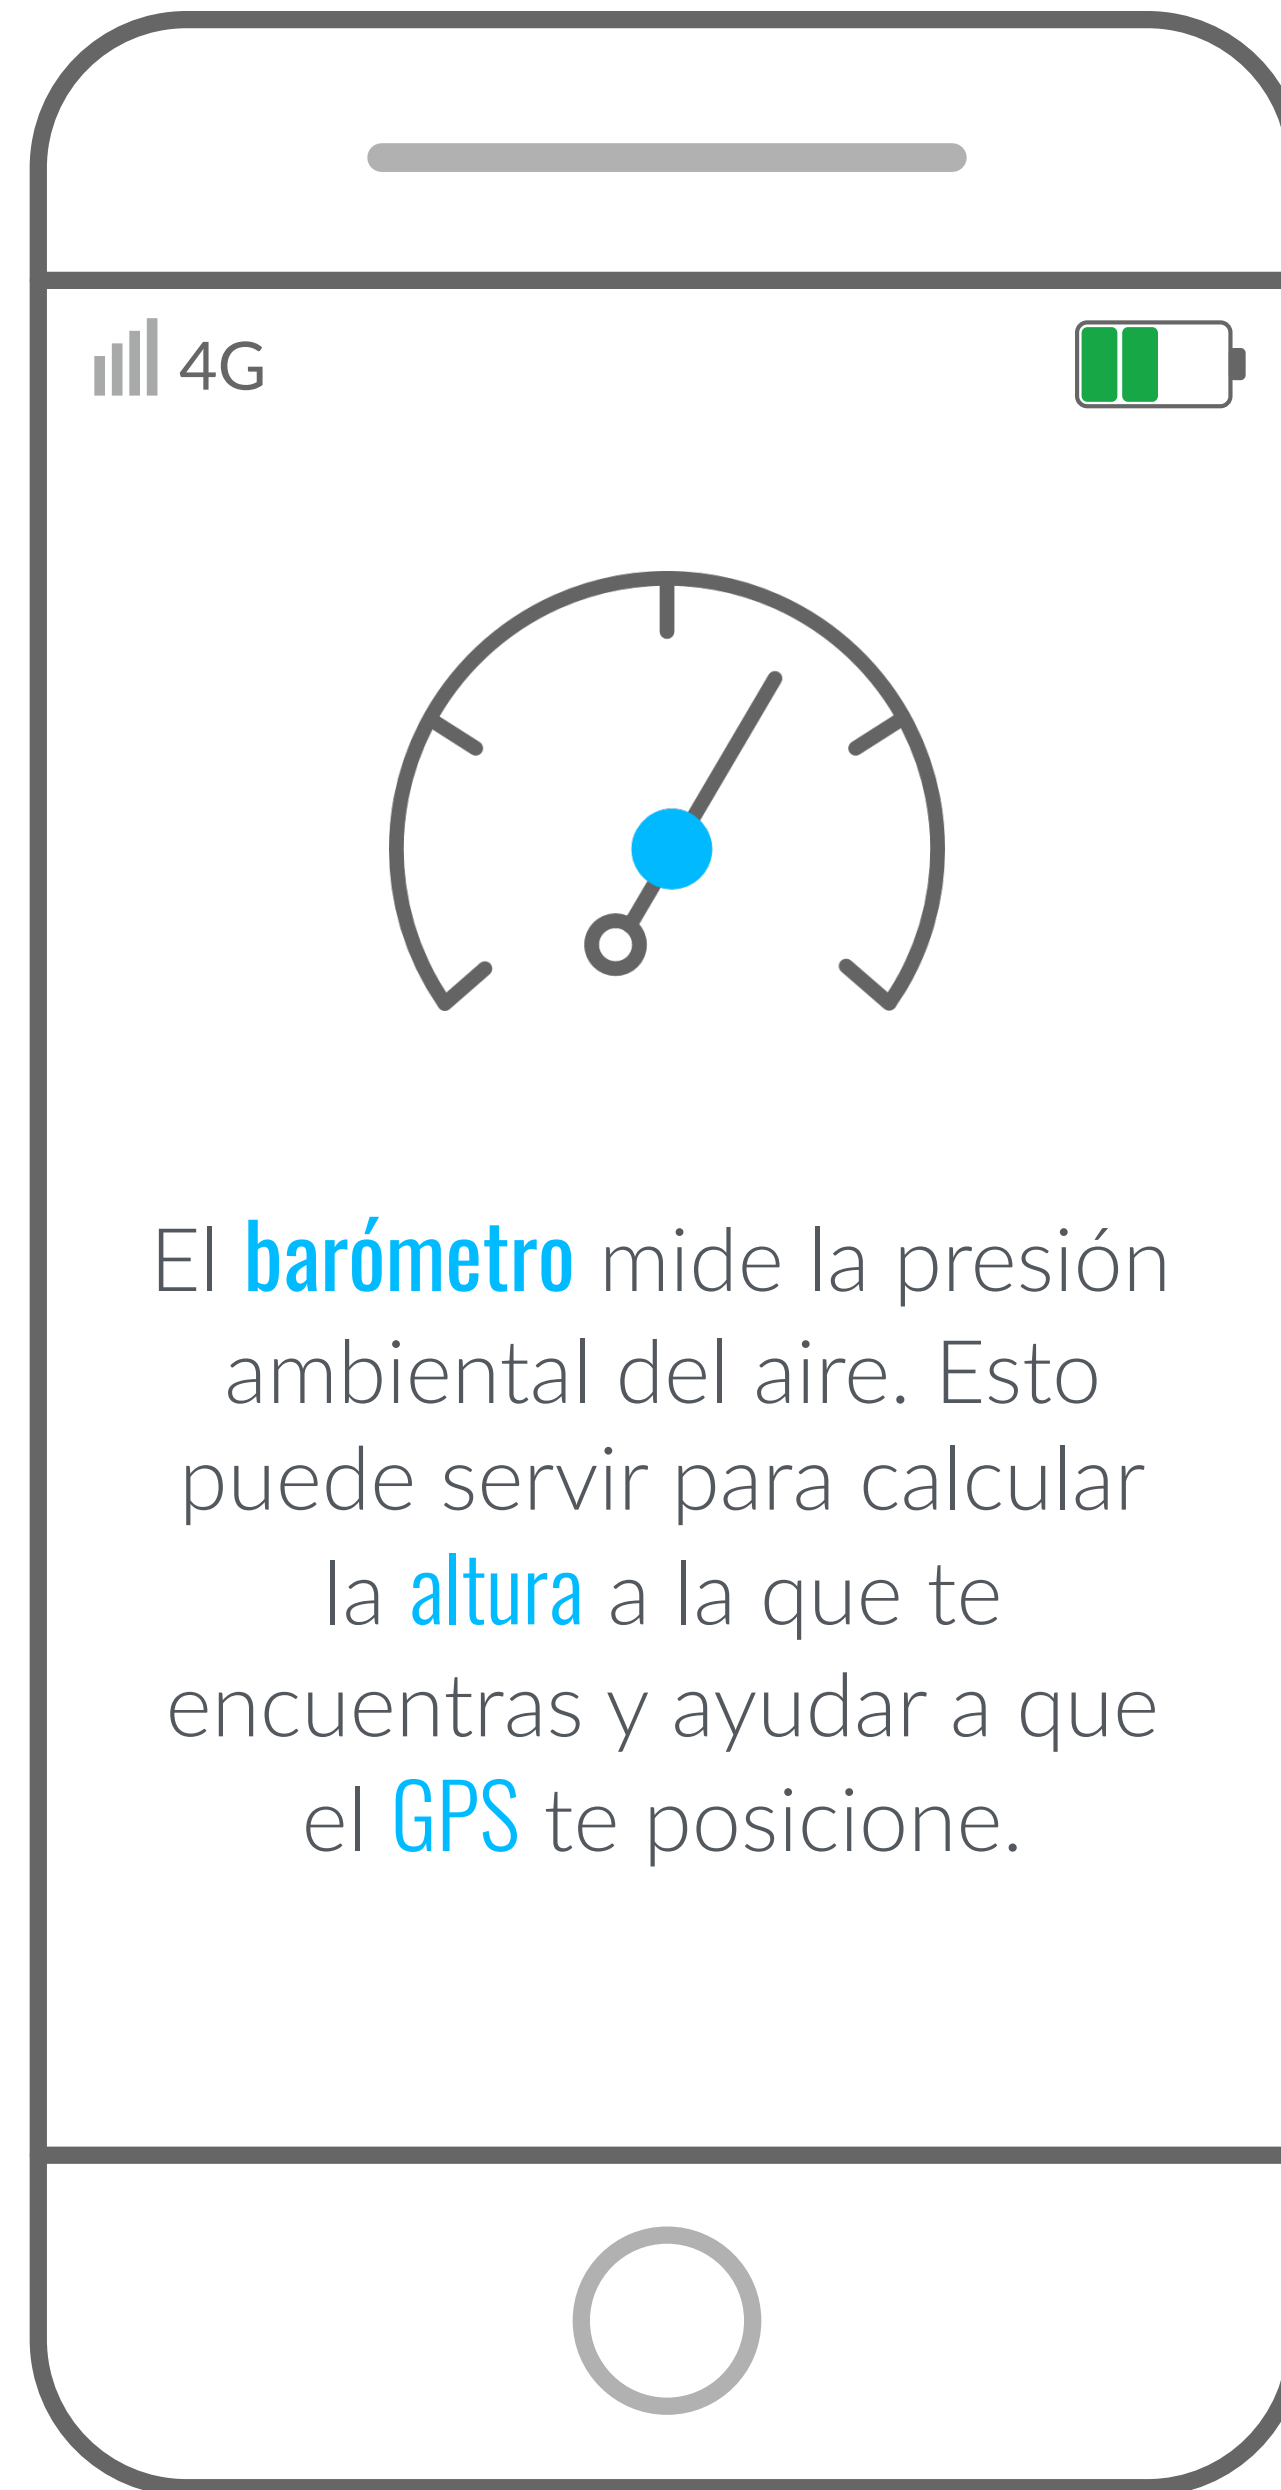 4G
El barómetro mide la presión
ambiental del aire. Esto
puede servir para calcular
la altura a la que te
encuentras y ayudar a que
el GPS te posicione.